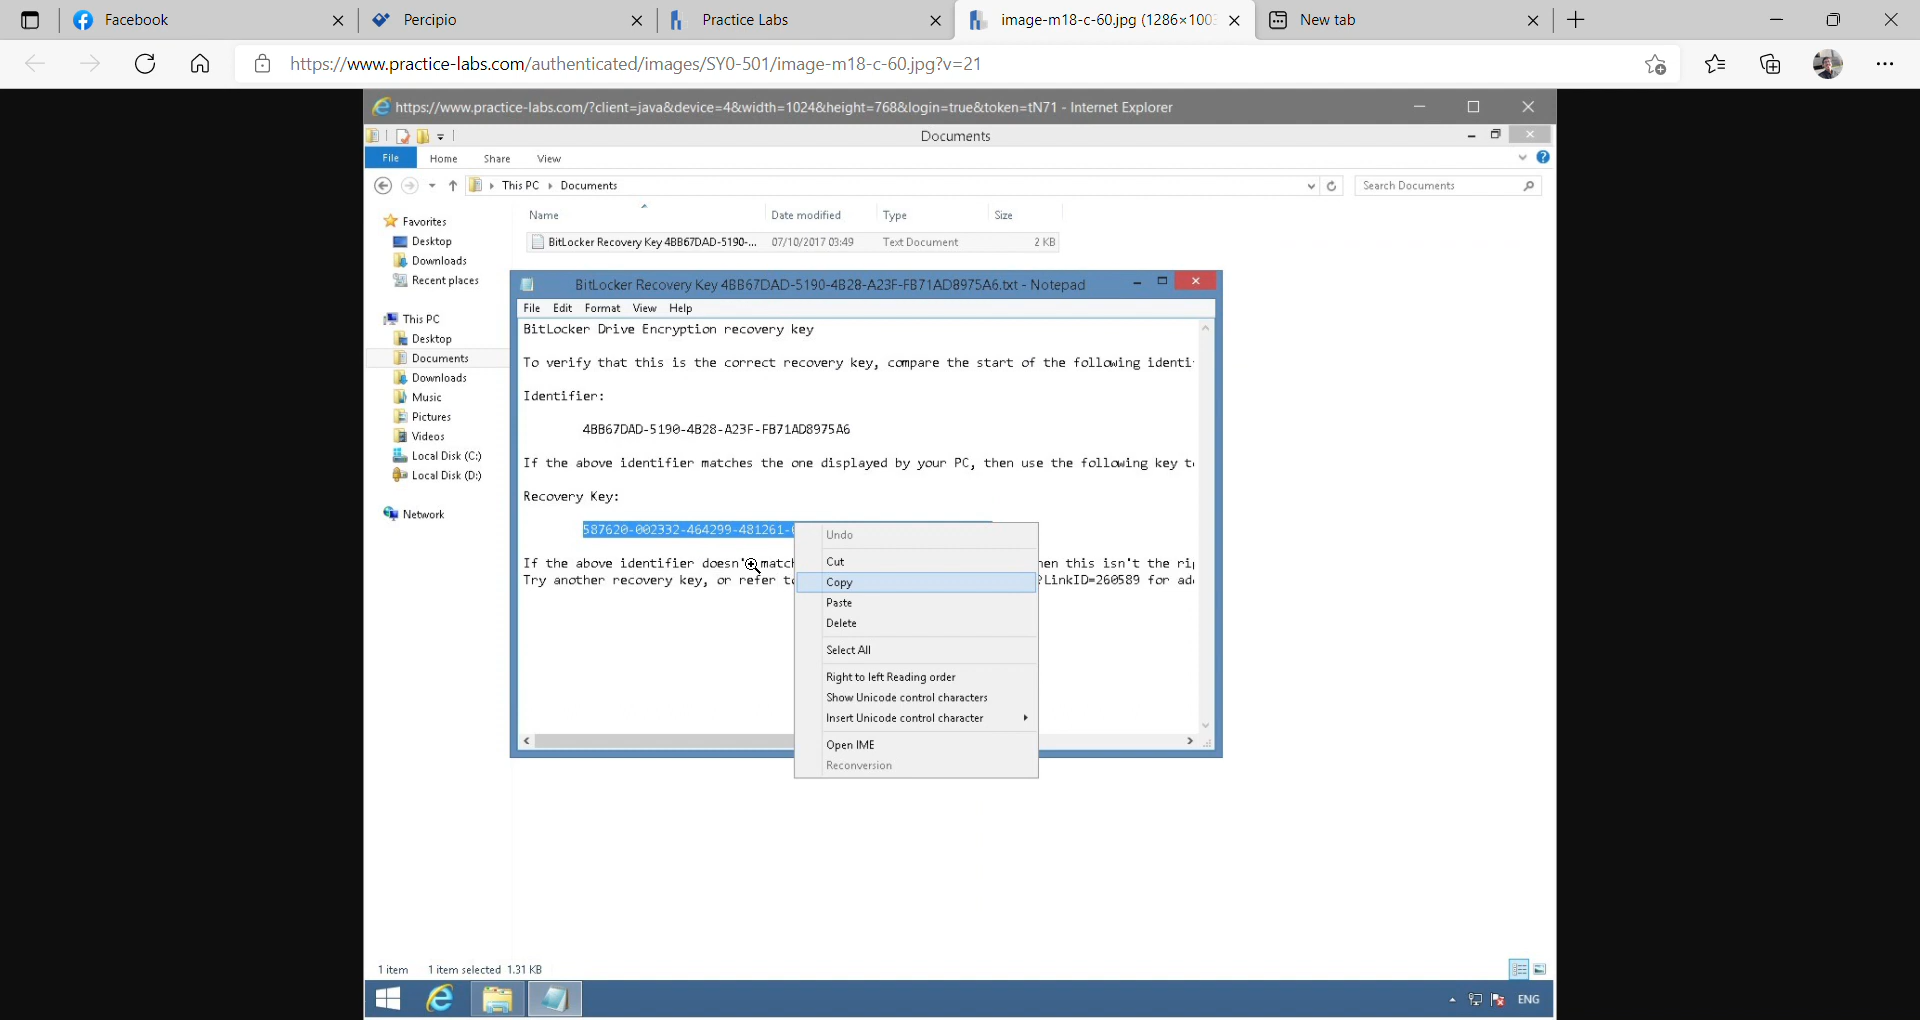 Facebook
Percipio
Practice Labs
image-m18-c-60.jpg (1286×100
New tab
https://www.practice-labs.com/authenticated/images/SY0-501/image-m18-c-60.jpg?v=21
https://www.practice-labs.com/?client=java&device=4&width=1024&height=768&login=true&token=tN71 - Internet Explorer
Documents
File Home Share View
This PC Documents
Search Documents
Name Date modified Type Size
BitLocker Recovery Key 4BB67DAD-5190-... 07/10/2017 03:49 Text Document 2 KB
Favorites
Desktop
Downloads
Recent places
This PC
Desktop
Documents
Downloads
Music
Pictures
Videos
Local Disk (C:)
Local Disk (D:)
Network
BitLocker Recovery Key 4BB67DAD-5190-4B28-A23F-FB71AD8975A6.txt - Notepad
File Edit Format View Help
BitLocker Drive Encryption recovery key
To verify that this is the correct recovery key, compare the start of the following identi
Identifier:
4BB67DAD-5190-4B28-A23F-FB71AD8975A6
If the above identifier matches the one displayed by your PC, then use the following key t
Recovery Key:
587620-002332-464299-481261-
If the above identifier doesn't match hen this isn't the ri
Try another recovery key, or refer t ?LinkID=260589 for ad
Undo
Cut
Copy
Paste
Delete
Select All
Right to left Reading order
Show Unicode control characters
Insert Unicode control character
Open IME
Reconversion
1 item 1 item selected 1.31 KB
ENG